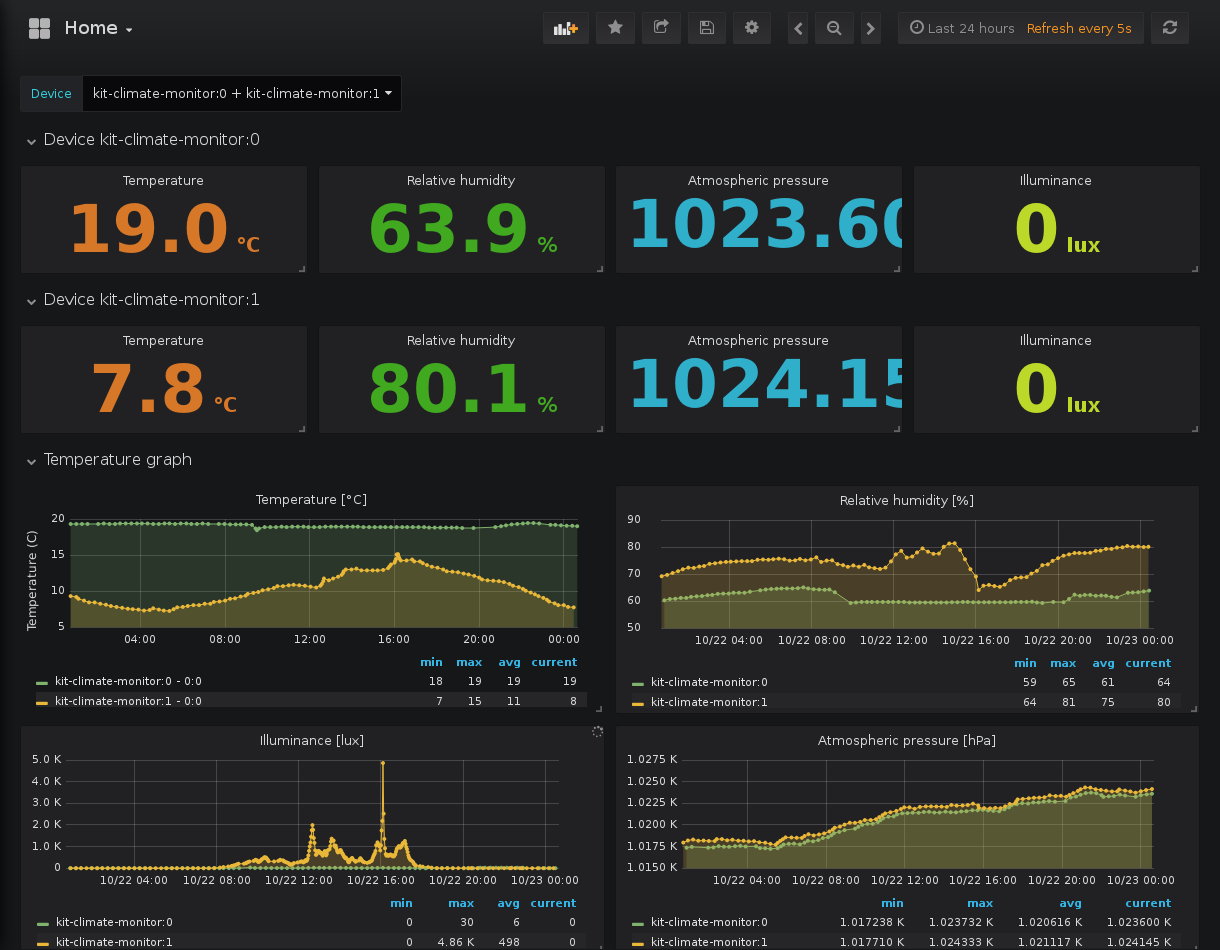 Home
Last 24 hours Refresh every 5s
Device kit-climate-monitor:0 + kit-climate-monitor:1
Device kit-climate-monitor:0
Temperature Relative humidity Atmospheric pressure Illuminance
19.0 °C 63.9 % 1023.60 0 lux
Device kit-climate-monitor:1
Temperature Relative humidity Atmospheric pressure Illuminance
7.8 °C 80.1 % 1024.15 0 lux
Temperature graph
Temperature [°C]
Temperature (C)
20
15
10
5
04:00 08:00 12:00 16:00 20:00 00:00
min max avg current
kit-climate-monitor:0 - 0:0 18 19 19 19
kit-climate-monitor:1 - 0:0 7 15 11 8
Relative humidity [%]
90
80
70
60
50
10/22 04:00 10/22 08:00 10/22 12:00 10/22 16:00 10/22 20:00 10/23 00:00
min max avg current
kit-climate-monitor:0 59 65 61 64
kit-climate-monitor:1 64 81 75 80
Illuminance [lux]
5.0 K
4.0 K
3.0 K
2.0 K
1.0 K
0
10/22 04:00 10/22 08:00 10/22 12:00 10/22 16:00 10/22 20:00 10/23 00:00
min max avg current
kit-climate-monitor:0 0 30 6 0
kit-climate-monitor:1 0 4.86 K 498 0
Atmospheric pressure [hPa]
1.0275 K
1.0250 K
1.0225 K
1.0200 K
1.0175 K
1.0150 K
10/22 04:00 10/22 08:00 10/22 12:00 10/22 16:00 10/22 20:00 10/23 00:00
min max avg current
kit-climate-monitor:0 1.017238 K 1.023732 K 1.020616 K 1.023600 K
kit-climate-monitor:1 1.017710 K 1.024333 K 1.021117 K 1.024145 K